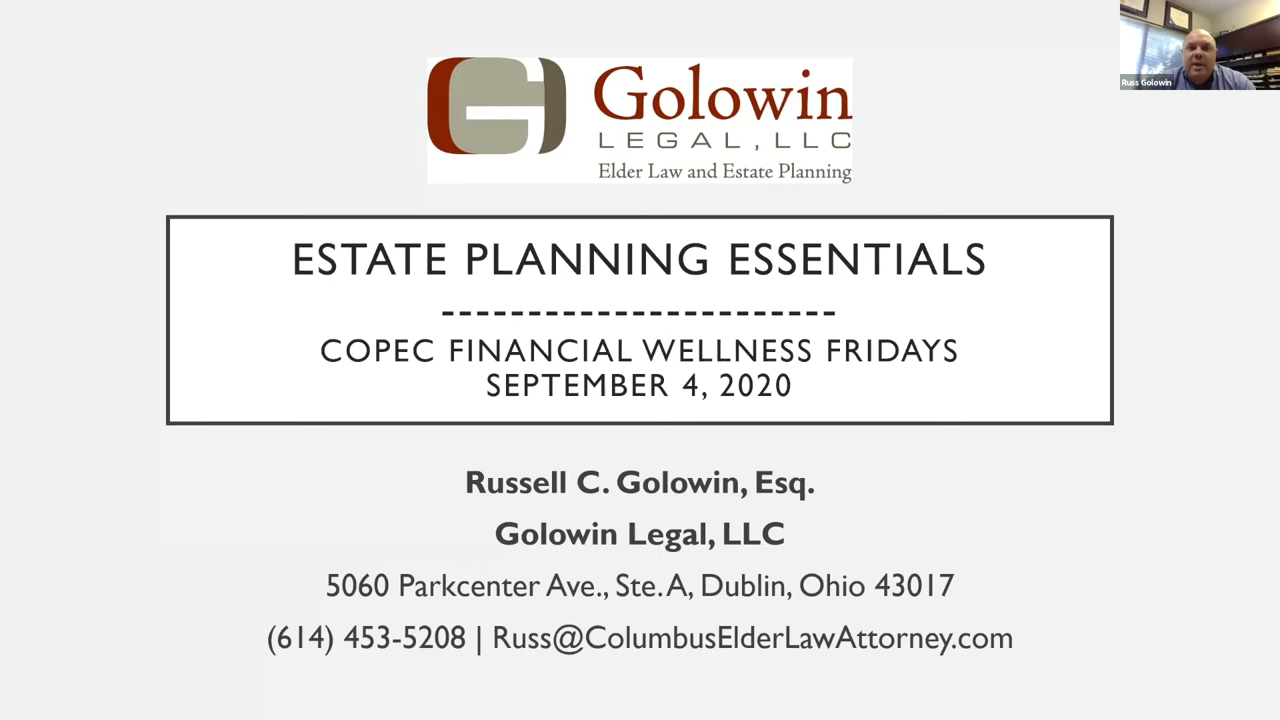 Golowin
LEGAL, LLC
Elder Law and Estate Planning
Russ Golowin
ESTATE PLANNING ESSENTIALS
-----------------------
COPEC FINANCIAL WELLNESS FRIDAYS
SEPTEMBER 4, 2020
Russell C. Golowin, Esq.
Golowin Legal, LLC
5060 Parkcenter Ave., Ste. A, Dublin, Ohio 43017
(614) 453-5208 | Russ@ColumbusElderLawAttorney.com